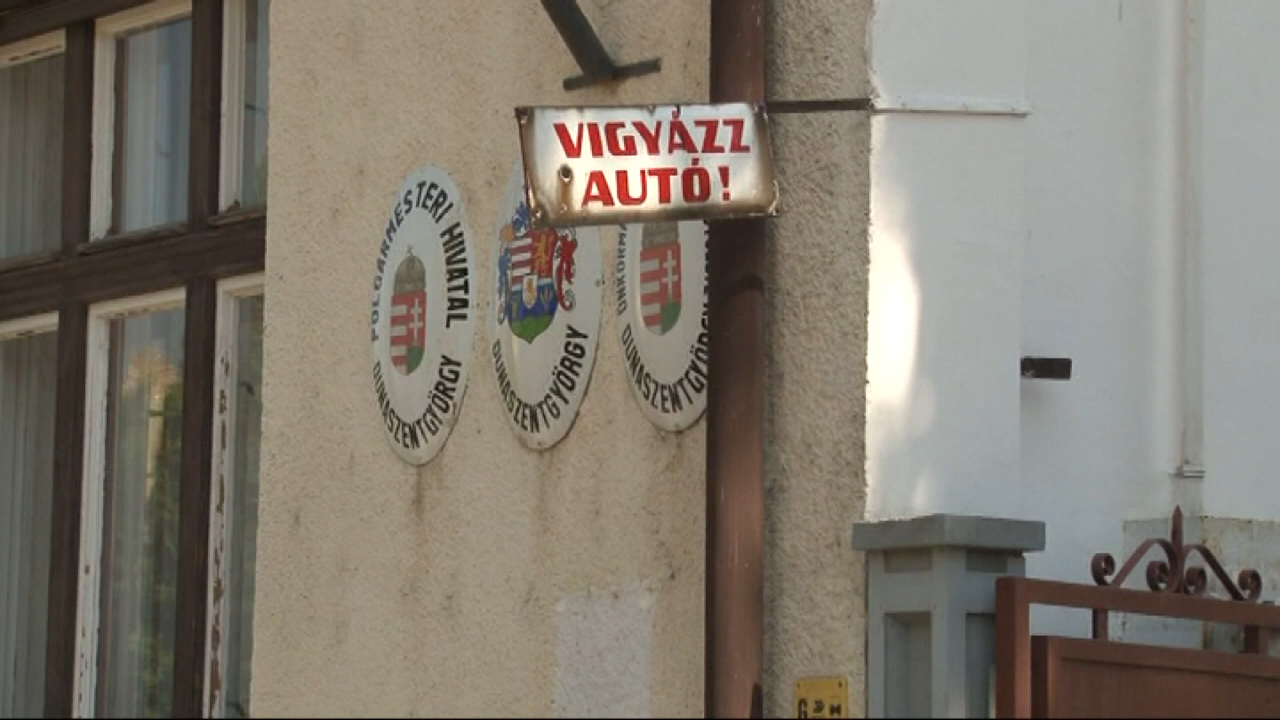 VIGYÁZZ
AUTÓ!
POLGÁRMESTERI HIVATAL
DUNASZENTGYÖRGY
DUNASZENTGYÖRGY
DUNASZENTGYÖRGY
G